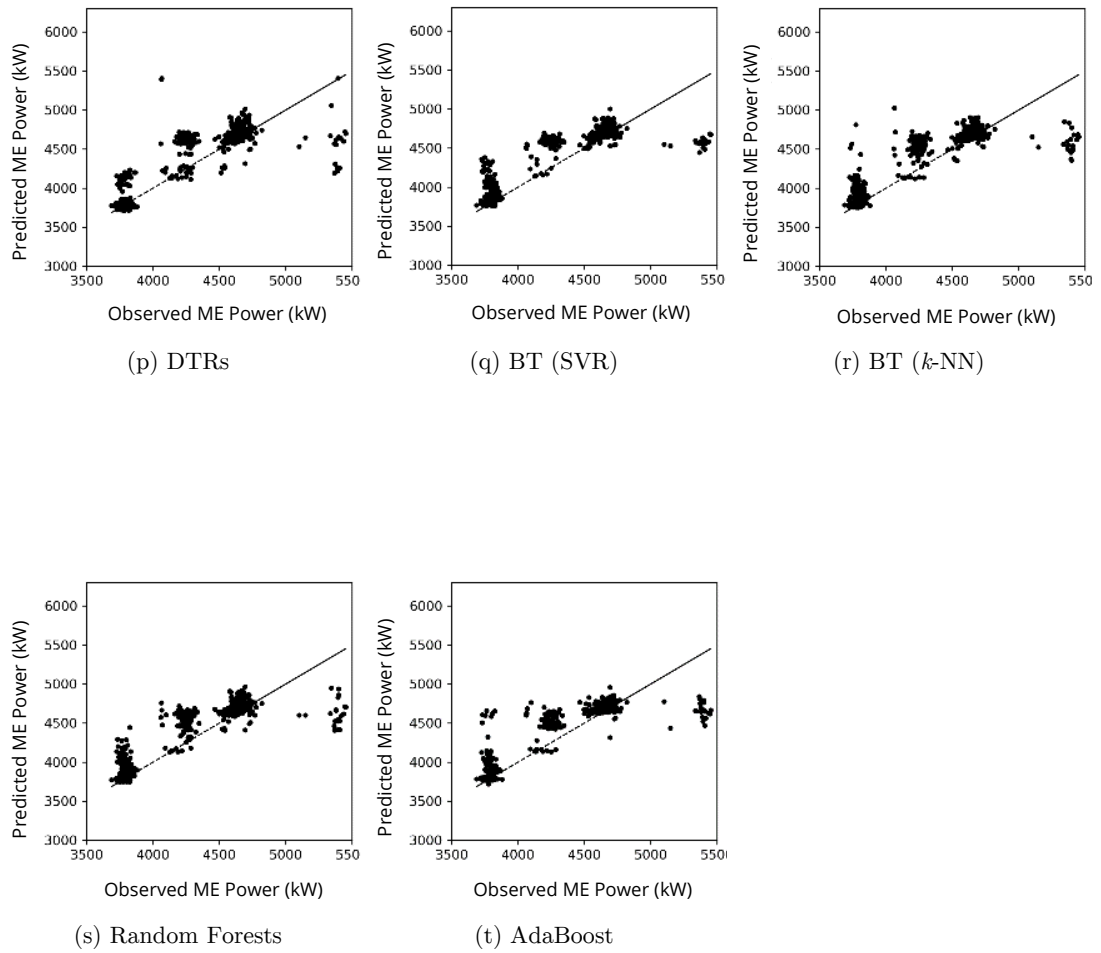 Predicted ME Power (kW)
6000
5500
5000
4500
4000
3500
3000
3500 4000 4500 5000 550
Observed ME Power (kW)
(p) DTRs
Predicted ME Power (kW)
6000
5500
5000
4500
4000
3500
3000
3500 4000 4500 5000 550
Observed ME Power (kW)
(q) BT (SVR)
Predicted ME Power (kW)
6000
5500
5000
4500
4000
3500
3000
3500 4000 4500 5000 550
Observed ME Power (kW)
(r) BT (k-NN)
Predicted ME Power (kW)
6000
5500
5000
4500
4000
3500
3000
3500 4000 4500 5000 550
Observed ME Power (kW)
(s) Random Forests
Predicted ME Power (kW)
6000
5500
5000
4500
4000
3500
3000
3500 4000 4500 5000 550
Observed ME Power (kW)
(t) AdaBoost